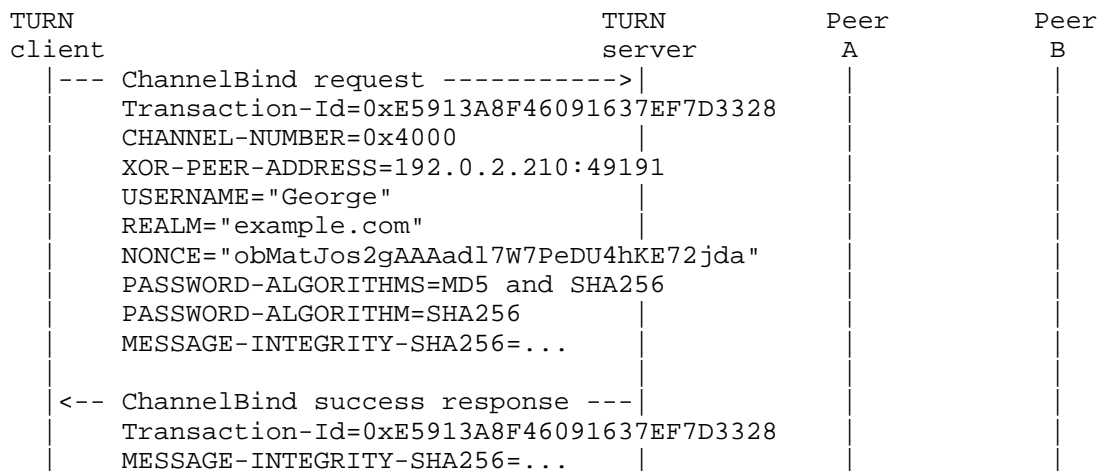 TURN                                 TURN          Peer          Peer
client                               server         A             B
  |--- ChannelBind request ----------->|             |             |
  |    Transaction-Id=0xE5913A8F46091637EF7D3328     |             |
  |    CHANNEL-NUMBER=0x4000           |             |             |
  |    XOR-PEER-ADDRESS=192.0.2.210:49191            |             |
  |    USERNAME="George"               |             |             |
  |    REALM="example.com"             |             |             |
  |    NONCE="obMatJos2gAAAadl7W7PeDU4hKE72jda"      |             |
  |    PASSWORD-ALGORITHMS=MD5 and SHA256            |             |
  |    PASSWORD-ALGORITHM=SHA256       |             |             |
  |    MESSAGE-INTEGRITY-SHA256=...    |             |             |
  |                                    |             |             |
  |<-- ChannelBind success response ---|             |             |
  |    Transaction-Id=0xE5913A8F46091637EF7D3328     |             |
  |    MESSAGE-INTEGRITY-SHA256=...    |             |             |